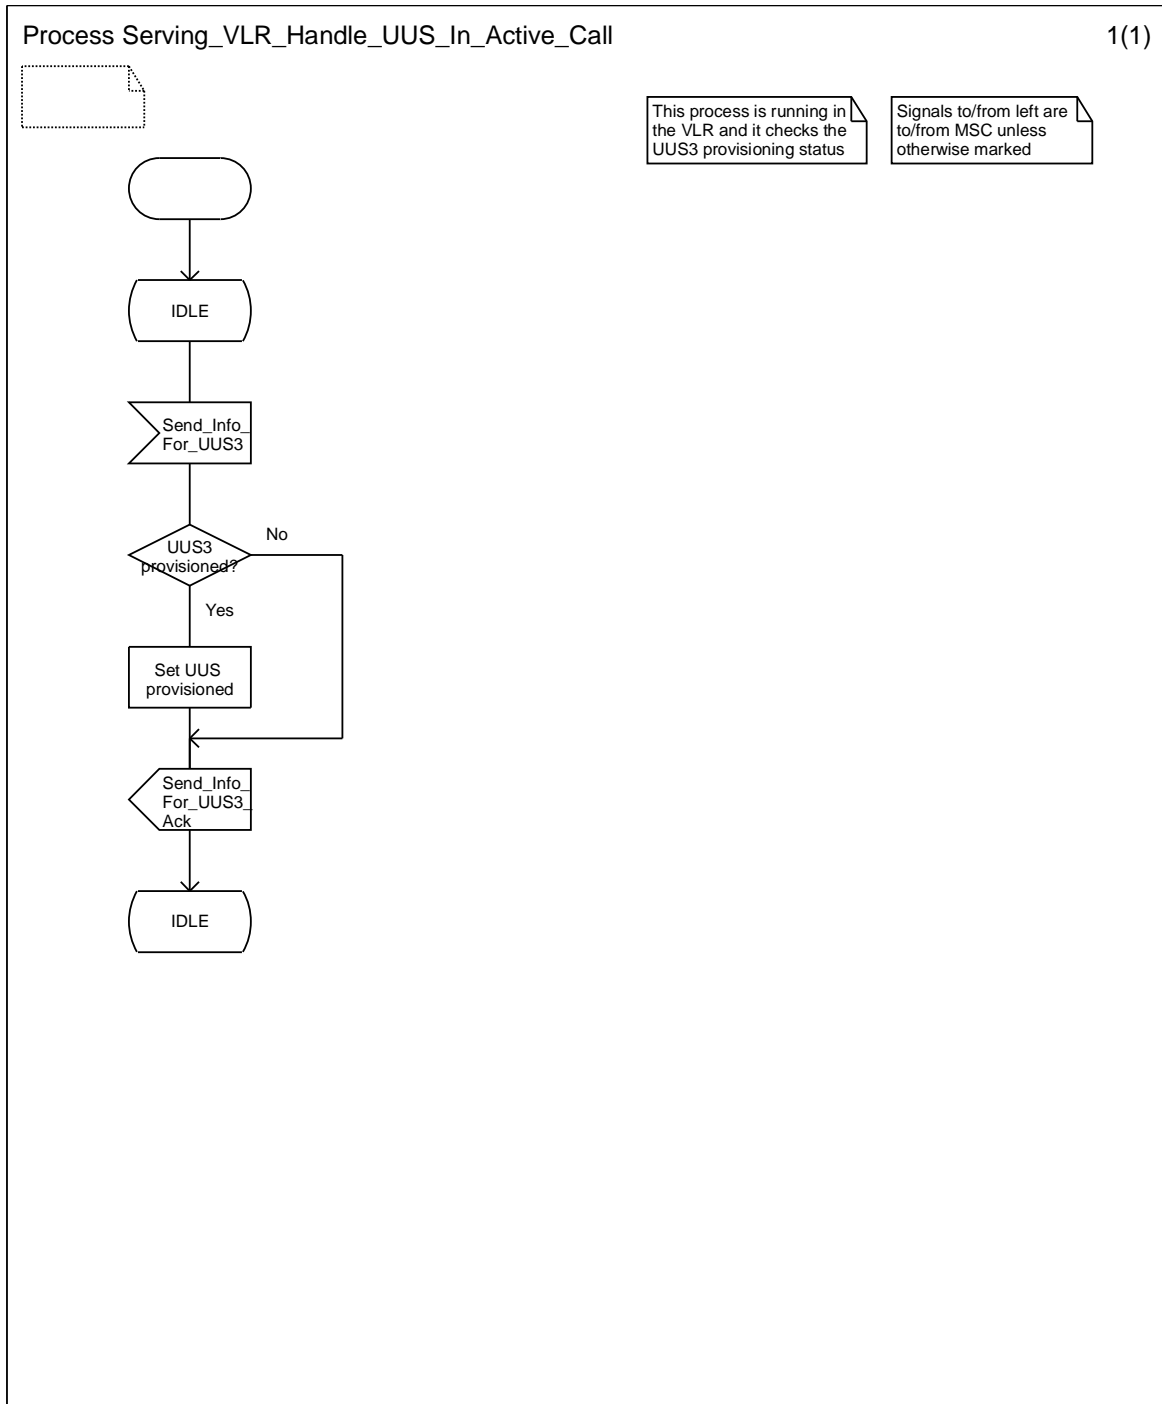 Process Serving_VLR_Handle_UUS_In_Active_Call
1(1)
This process is running in
the VLR and it checks the
UUS3 provisioning status
Signals to/from left are
to/from MSC unless
otherwise marked
IDLE
Send_Info_
For_UUS3
No
UUS3
provisioned?
Yes
Set UUS
provisioned
Send_Info_
For_UUS3_
Ack
IDLE